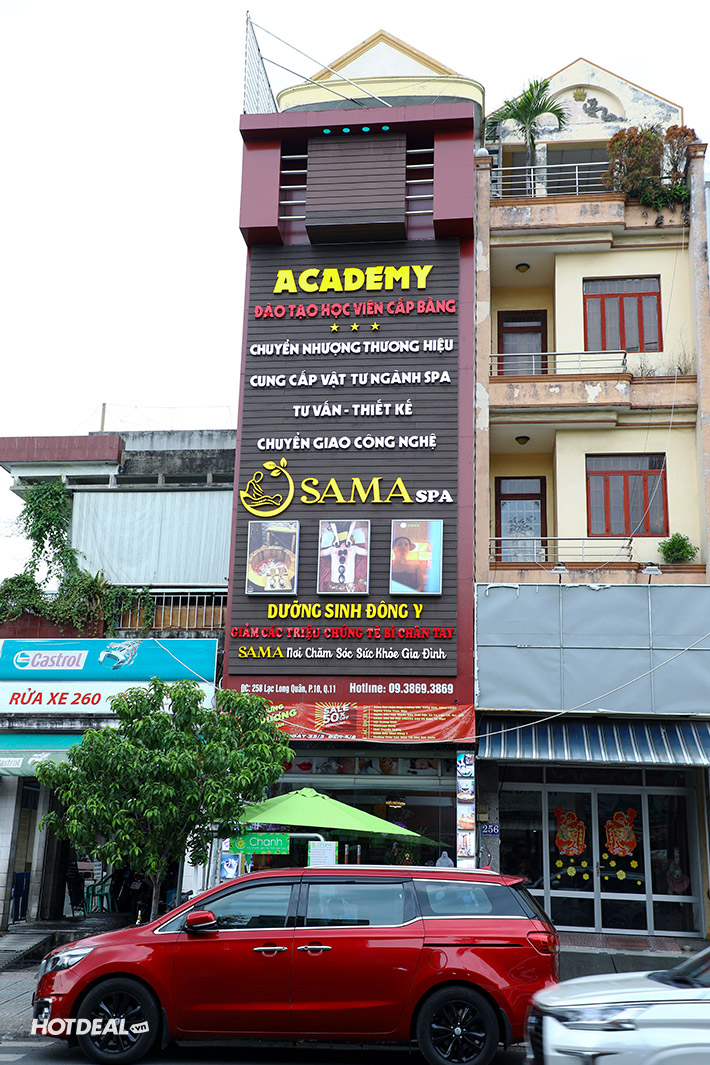 ACADEMY
ĐÀO TẠO HỌC VIÊN CẤP BẰNG
CHUYỂN NHƯỢNG THƯƠNG HIỆU
CUNG CẤP VẬT TƯ NGÀNH SPA
TƯ VẤN - THIẾT KẾ
CHUYỂN GIAO CÔNG NGHỆ
SAMA SPA
DƯỠNG SINH ĐÔNG Y
GIẢM CÁC TRIỆU CHỨNG TÊ BÌ CHÂN TAY
SAMA Nơi Chăm Sóc Sức Khỏe Gia Đình
ĐC: 258 Lạc Long Quân, P.10, Q.11 Hotline: 09.3869.3869
SALE
50%
Castrol
RỬA XE 260
Castrol
Chanh
256
HOTDEAL.vn